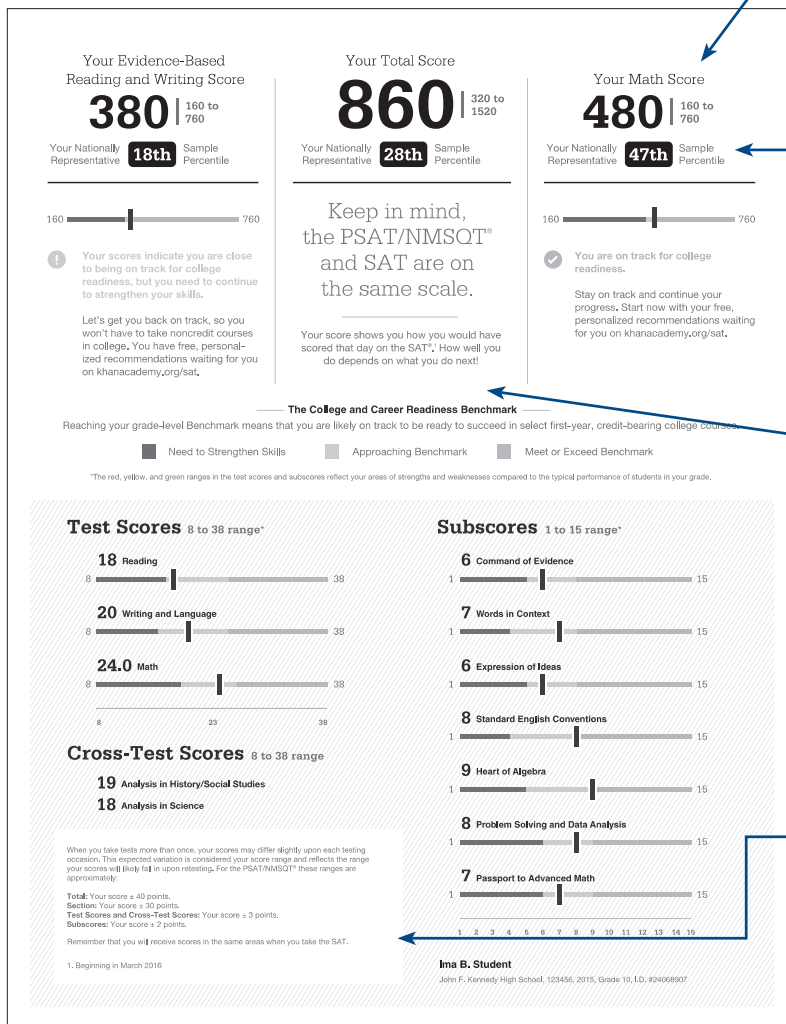 Your Evidence-Based
Reading and Writing Score
380 | 160 to
760
Your Nationally
Representative 18th Sample
Percentile
160 760
Your scores indicate you are close
to being on track for college
readiness, but you need to continue
to strengthen your skills.
Let's get you back on track, so you
won't have to take noncredit courses
in college. You have free, personal-
ized recommendations waiting for you
on khanacademy.org/sat.
Your Total Score
860 | 320 to
1520
Your Nationally
Representative 28th Sample
Percentile
Keep in mind,
the PSAT/NMSQT®
and SAT are on
the same scale.
Your score shows you how you would have
scored that day on the SAT®.¹ How well you
do depends on what you do next!
Your Math Score
480 | 160 to
760
Your Nationally
Representative 47th Sample
Percentile
160 760
You are on track for college
readiness.
Stay on track and continue your
progress. Start now with your free,
personalized recommendations waiting
for you on khanacademy.org/sat.
The College and Career Readiness Benchmark
Reaching your grade-level Benchmark means that you are likely on track to be ready to succeed in select first-year, credit-bearing college courses.
Need to Strengthen Skills Approaching Benchmark Meet or Exceed Benchmark
*The red, yellow, and green ranges in the test scores and subscores reflect your areas of strengths and weaknesses compared to the typical performance of students in your grade.
Test Scores 8 to 38 range*
18 Reading
8 38
20 Writing and Language
8 38
24.0 Math
8 38
8 23 38
Cross-Test Scores 8 to 38 range
19 Analysis in History/Social Studies
18 Analysis in Science
When you take tests more than once, your scores may differ slightly upon each testing
occasion. This expected variation is considered your score range and reflects the range
your scores will likely fall in upon retesting. For the PSAT/NMSQT® these ranges are
approximately:
Total: Your score ± 40 points.
Section: Your score ± 30 points.
Test Scores and Cross-Test Scores: Your score ± 3 points.
Subscores: Your score ± 2 points.
Remember that you will receive scores in the same areas when you take the SAT.
1. Beginning in March 2016
Subscores 1 to 15 range*
6 Command of Evidence
1 15
7 Words in Context
1 15
6 Expression of Ideas
1 15
8 Standard English Conventions
1 15
9 Heart of Algebra
1 15
8 Problem Solving and Data Analysis
1 15
7 Passport to Advanced Math
1 15
1 2 3 4 5 6 7 8 9 10 11 12 13 14 15
Ima B. Student
John F. Kennedy High School, 123456, 2015, Grade 10, I.D. #24068907